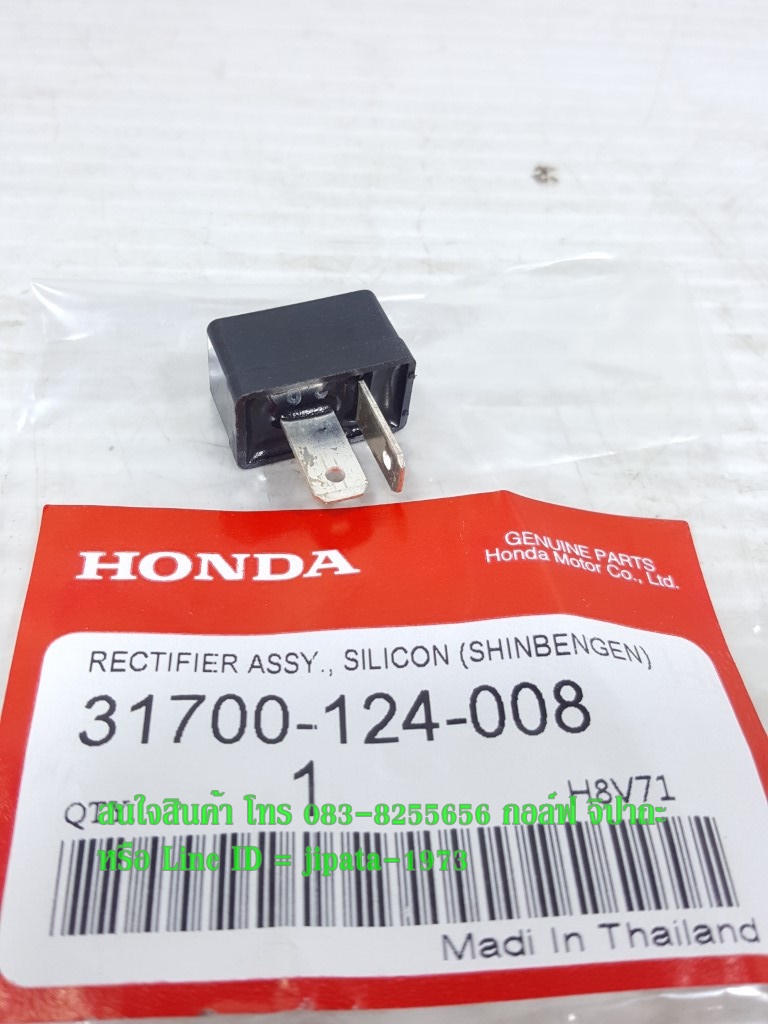 HONDA
GENUINE PARTS
Honda Motor Co., Ltd.
RECTIFIER ASSY., SILICON (SHINBENGEN)
31700-124-008
1
H8V71
สนใจสินค้า โทร 083-8255656 กอล์ฟ จิปาถะ
หรือ Line ID = jipata-1973
Madi In Thailand